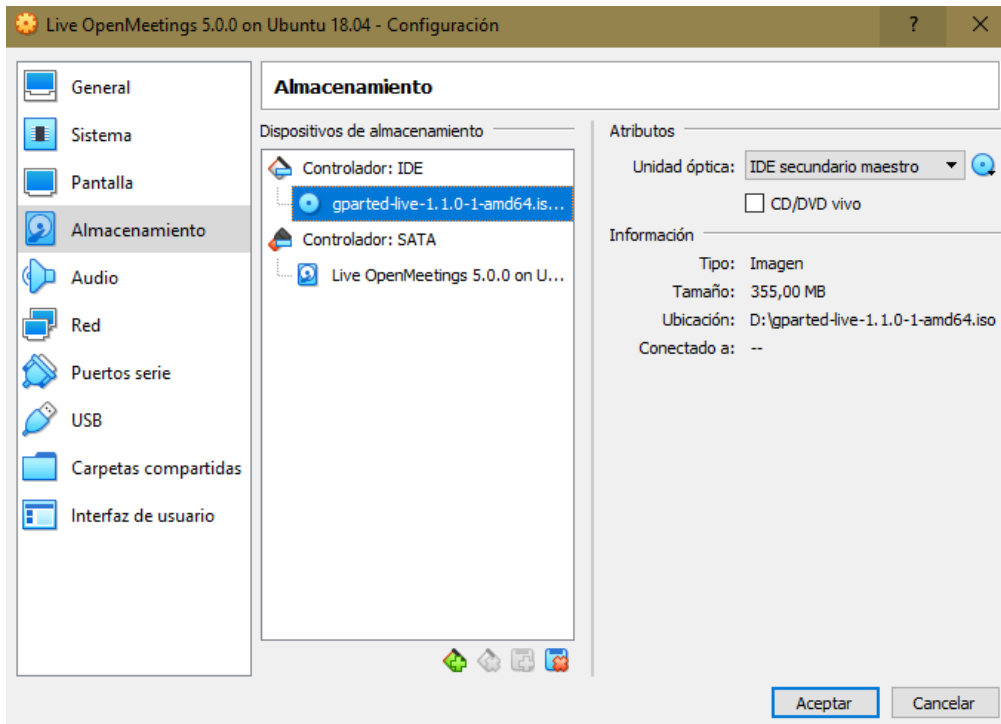 Live OpenMeetings 5.0.0 on Ubuntu 18.04 - Configuración
?
General
Sistema
Pantalla
Almacenamiento
Audio
Red
Puertos serie
USB
Carpetas compartidas
Interfaz de usuario
Almacenamiento
Dispositivos de almacenamiento
Controlador: IDE
gparted-live-1.1.0-1-amd64.is...
Controlador: SATA
Live OpenMeetings 5.0.0 on U...
Atributos
Unidad óptica: IDE secundario maestro
CD/DVD vivo
Información
Tipo: Imagen
Tamaño: 355,00 MB
Ubicación: D:\gparted-live-1.1.0-1-amd64.iso
Conectado a: --
Aceptar Cancelar